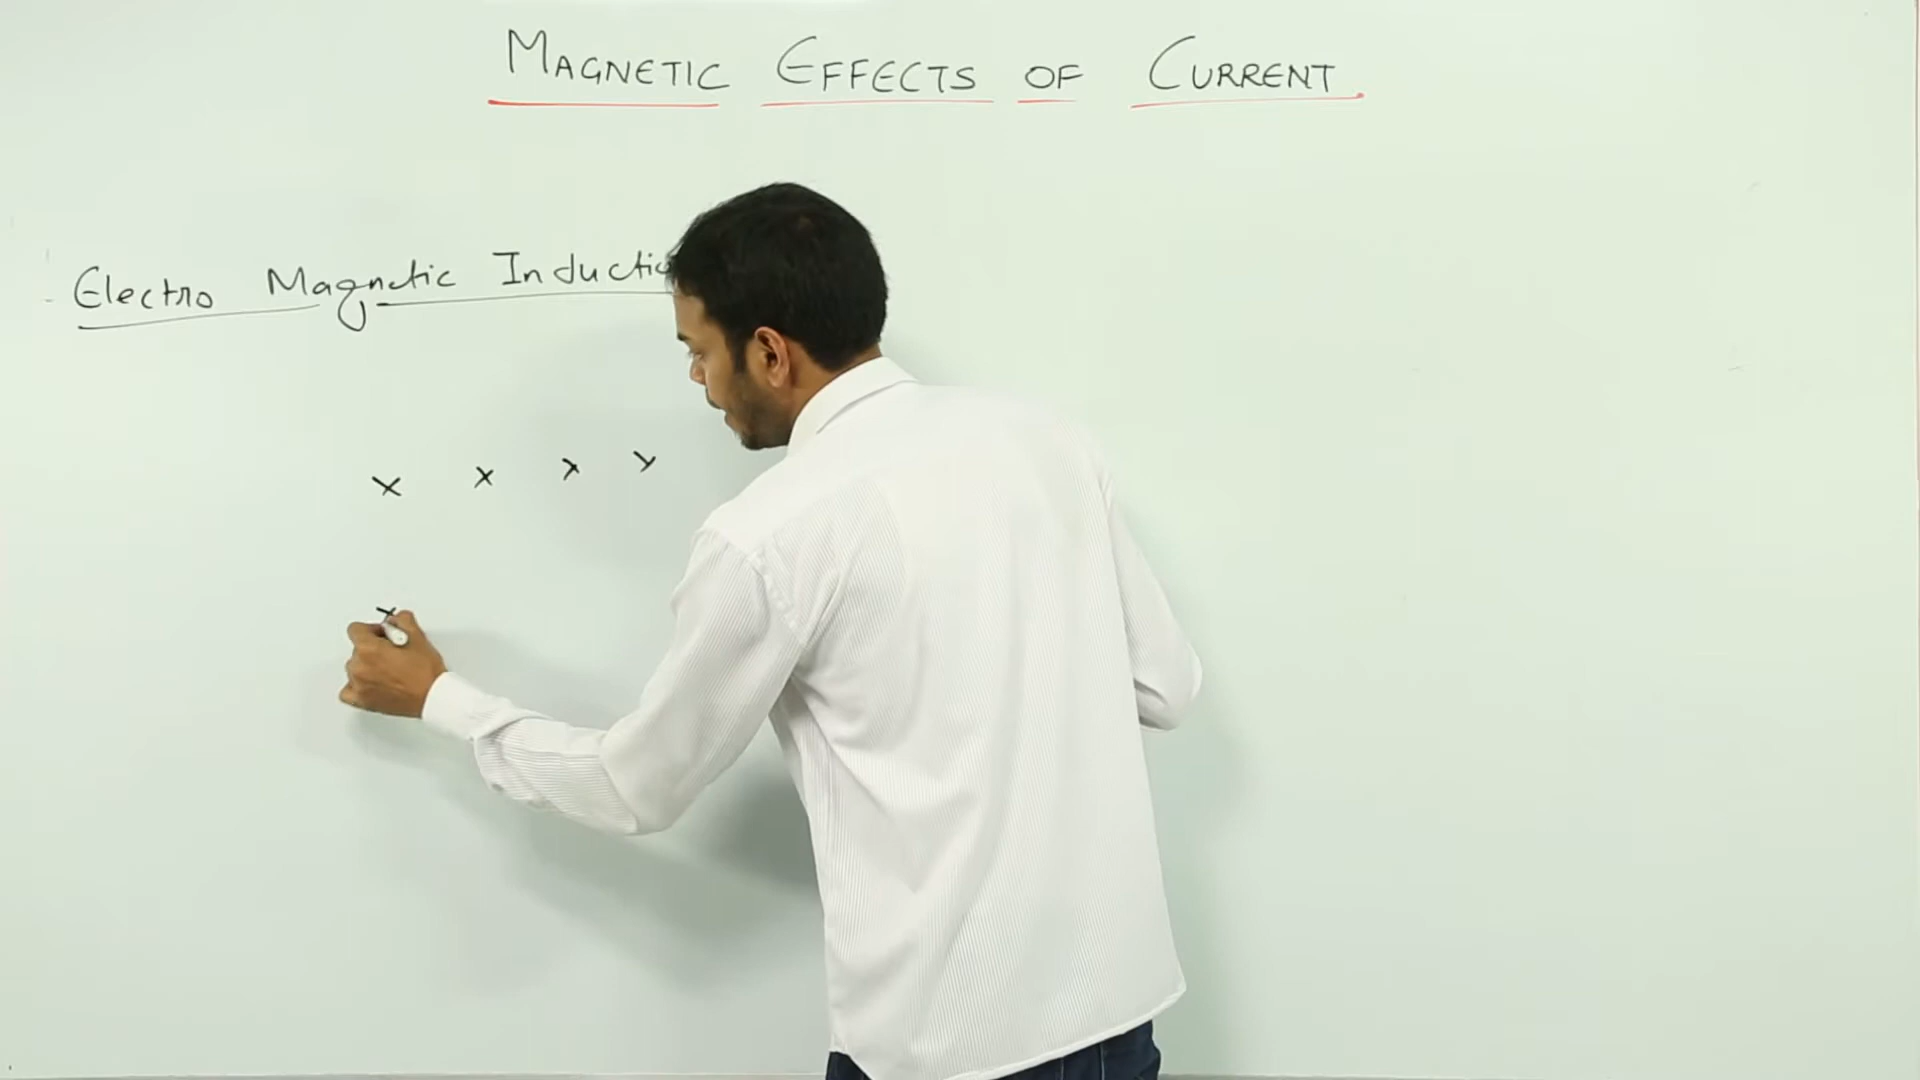 MAGNETIC EFFECTS OF CURRENT
Electro Magnetic Inductio
x x x x
x